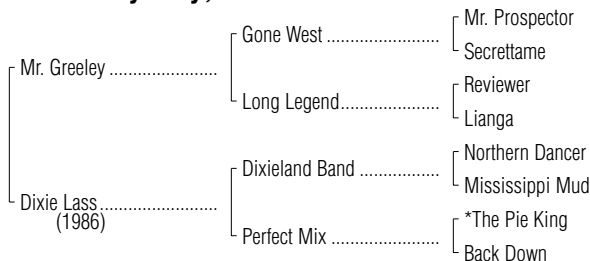 Mr. Prospector
Gone West ......................
Secrettame
Mr. Greeley .....................
Reviewer
Long Legend...................
Lianga
Northern Dancer
Dixieland Band ................
Mississippi Mud
Dixie Lass.......................
(1986)
*The Pie King
Perfect Mix .....................
Back Down